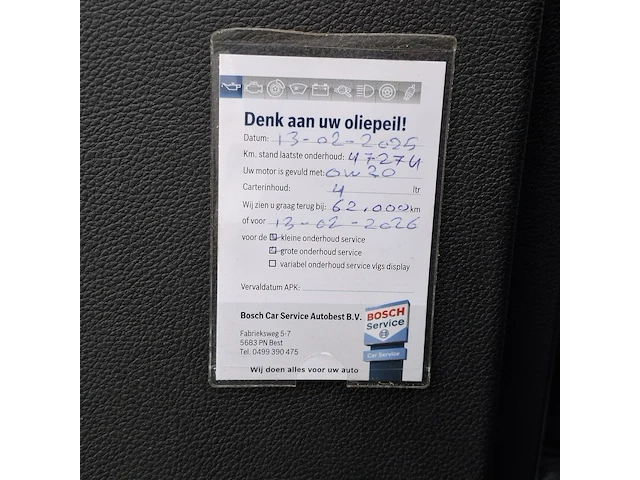 Denk aan uw oliepeil!
Datum: 13-02-2025
Km. stand laatste onderhoud: 47274
Uw motor is gevuld met: 0W20
Carterinhoud: 4 ltr
Wij zien u graag terug bij: 62.000 km
of voor 13-02-2026
voor de kleine onderhoud service
grote onderhoud service
variabel onderhoud service vlgs display
Vervaldatum APK:
Bosch Car Service Autobest B.V.
Fabrieksweg 5-7
5683 PN Best
Tel. 0499 390 475
Wij doen alles voor uw auto
BOSCH
Service
Car Service